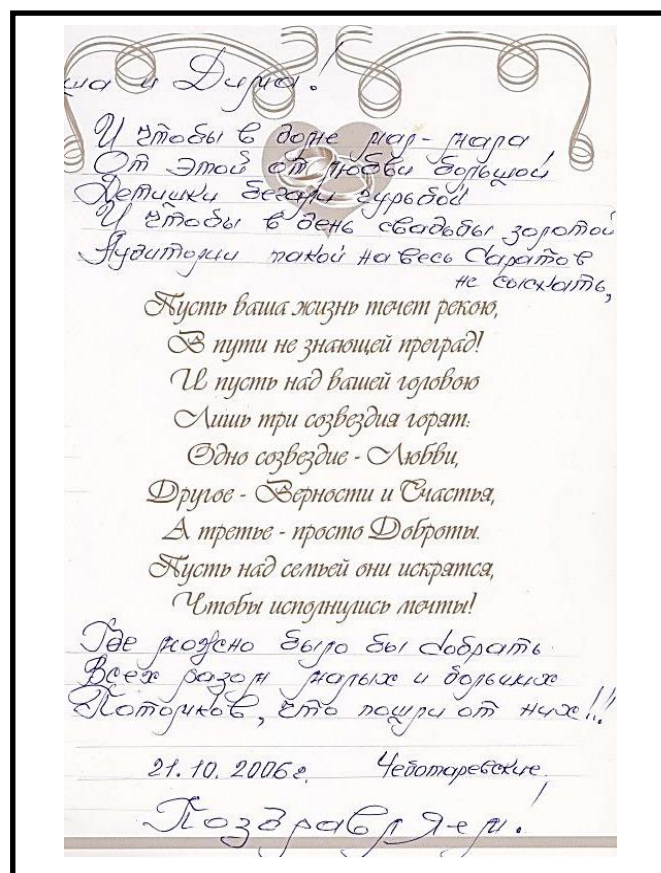 и Дима!
И чтобы в доме мал-мала
От этой от любви большой
Детишки бегали гурьбой
И чтобы в день свадьбы золотой
Аудитории такой на весь Саратов
не сыскать,
Пусть ваша жизнь течет рекою,
В пути не знающей преград!
И пусть над вашей головою
Лишь три созвездия горят:
Одно созвездие - Любви,
Другое - Верности и Счастья,
А третье - просто Доброты.
Пусть над семьей они искрятся,
Чтобы исполнились мечты!
Где можно было бы собрать
Всех разом малых и больших
Потомков, что пошли от них!!!
21.10.2006г. Чеботаревские.
Поздравляем!